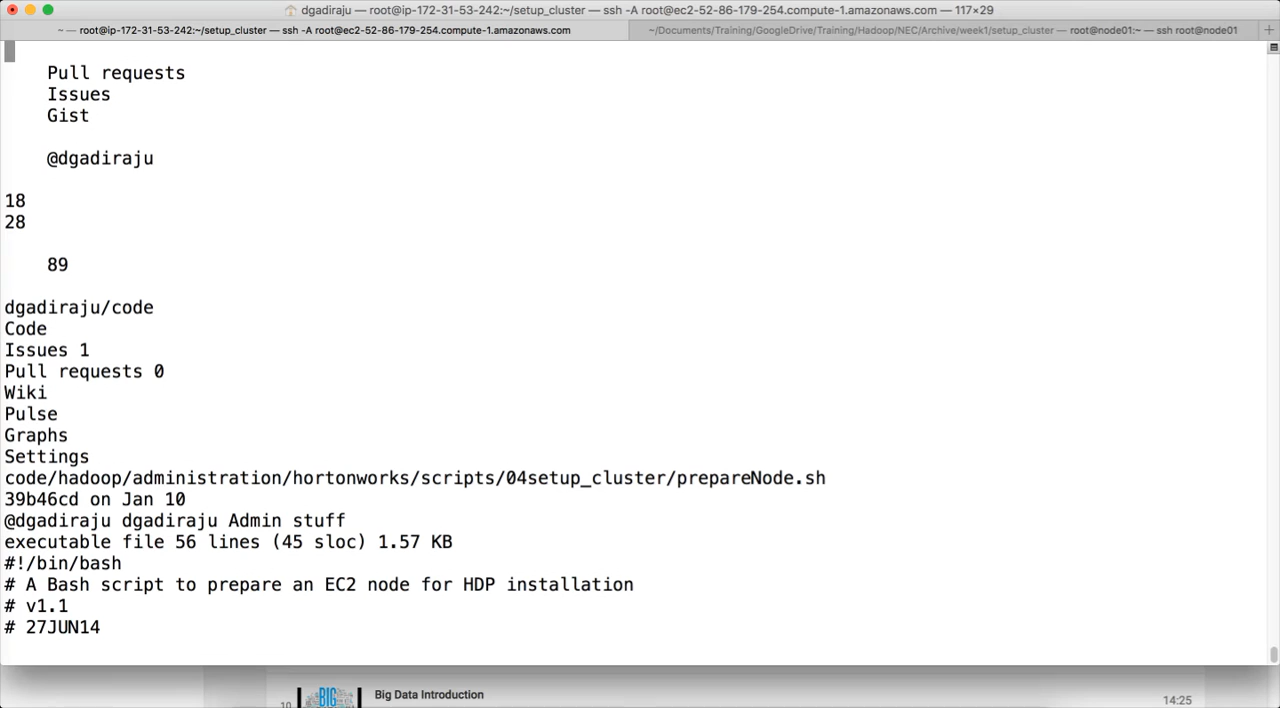 dgadiraju — root@ip-172-31-53-242:~/setup_cluster — ssh -A root@ec2-52-86-179-254.compute-1.amazonaws.com — 117×29
~ — root@ip-172-31-53-242:~/setup_cluster — ssh -A root@ec2-52-86-179-254.compute-1.amazonaws.com
~/Documents/Training/GoogleDrive/Training/Hadoop/NEC/Archive/week1/setup_cluster — root@node01:~ — ssh root@node01
Pull requests
Issues
Gist
@dgadiraju
18
28
89
dgadiraju/code
Code
Issues 1
Pull requests 0
Wiki
Pulse
Graphs
Settings
code/hadoop/administration/hortonworks/scripts/04setup_cluster/prepareNode.sh
39b46cd on Jan 10
@dgadiraju dgadiraju Admin stuff
executable file 56 lines (45 sloc) 1.57 KB
#!/bin/bash
# A Bash script to prepare an EC2 node for HDP installation
# v1.1
# 27JUN14
10
BIG
Big Data Introduction
14:25